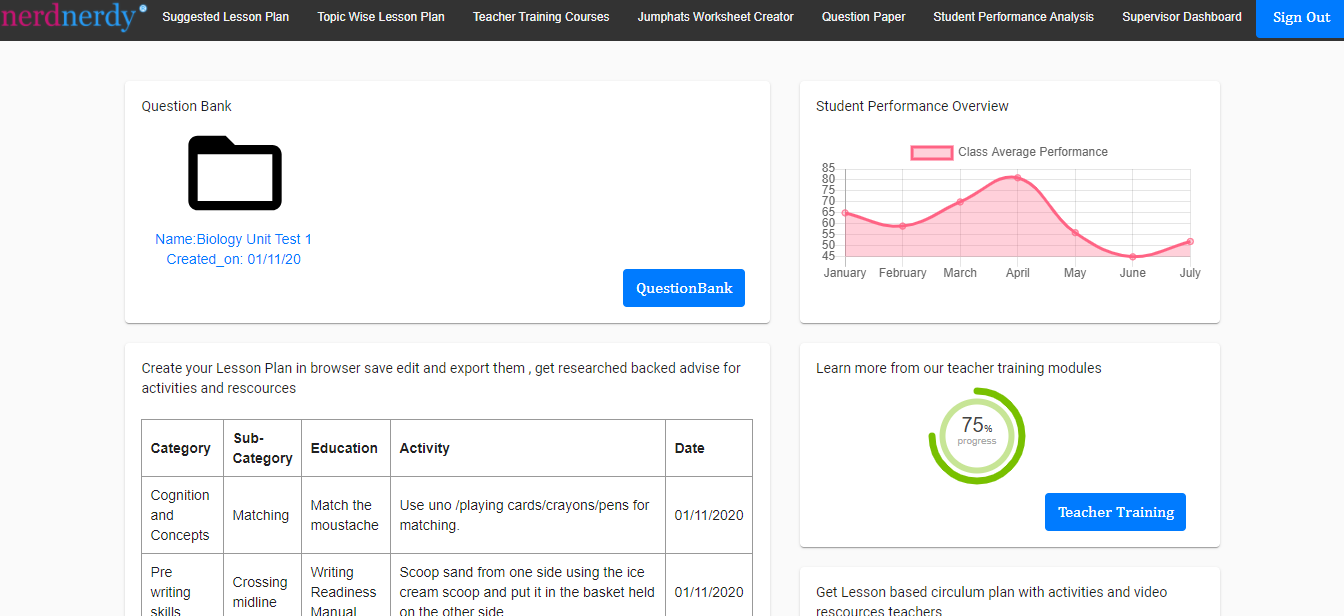 nerdnerdy
Suggested Lesson Plan
Topic Wise Lesson Plan
Teacher Training Courses
Jumphats Worksheet Creator
Question Paper
Student Performance Analysis
Supervisor Dashboard
Sign Out
Question Bank
Name:Biology Unit Test 1
Created_on: 01/11/20
QuestionBank
Student Performance Overview
Class Average Performance
85
80
75
70
65
60
55
50
45
January February March April May June July
Create your Lesson Plan in browser save edit and export them , get researched backed advise for
activities and rescources
Category
Sub-
Category
Education
Activity
Date
Cognition
and
Concepts
Matching
Match the
moustache
Use uno /playing cards/crayons/pens for
matching.
01/11/2020
Pre
writing
skills
Crossing
midline
Writing
Readiness
Manual
Scoop sand from one side using the ice
cream scoop and put it in the basket held
on the other side
01/11/2020
Learn more from our teacher training modules
75%
progress
Teacher Training
Get Lesson based circulum plan with activities and video
rescources teachers